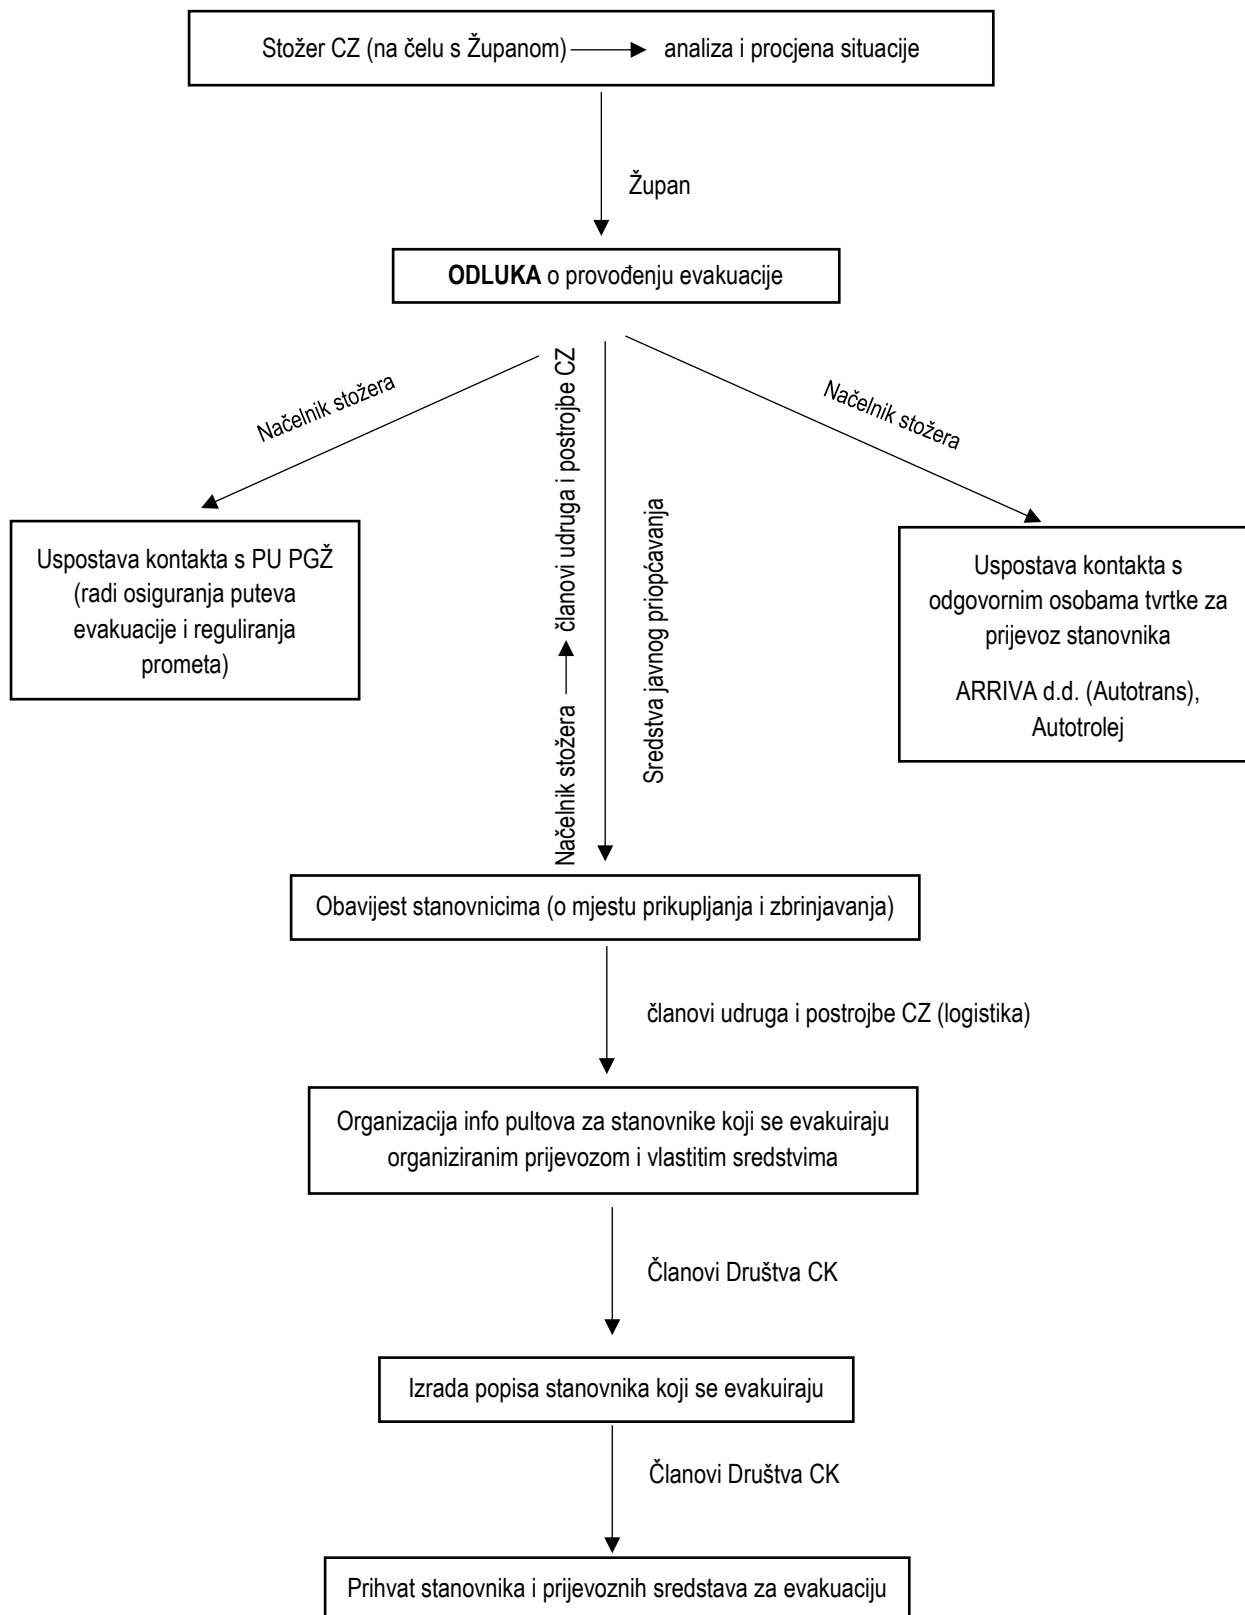 Stožer CZ (na čelu s Županom) analiza i procjena situacije
Župan
ODLUKA o provođenju evakuacije
Načelnik stožera
Načelnik stožera članovi udruga i postrojbe CZ
Sredstva javnog priopćavanja
Načelnik stožera
Uspostava kontakta s PU PGŽ
(radi osiguranja puteva
evakuacije i reguliranja
prometa)
Uspostava kontakta s
odgovornim osobama tvrtke za
prijevoz stanovnika
ARRIVA d.d. (Autotrans),
Autotrolej
Obavijest stanovnicima (o mjestu prikupljanja i zbrinjavanja)
članovi udruga i postrojbe CZ (logistika)
Organizacija info pultova za stanovnike koji se evakuiraju
organiziranim prijevozom i vlastitim sredstvima
Članovi Društva CK
Izrada popisa stanovnika koji se evakuiraju
Članovi Društva CK
Prihvat stanovnika i prijevoznih sredstava za evakuaciju